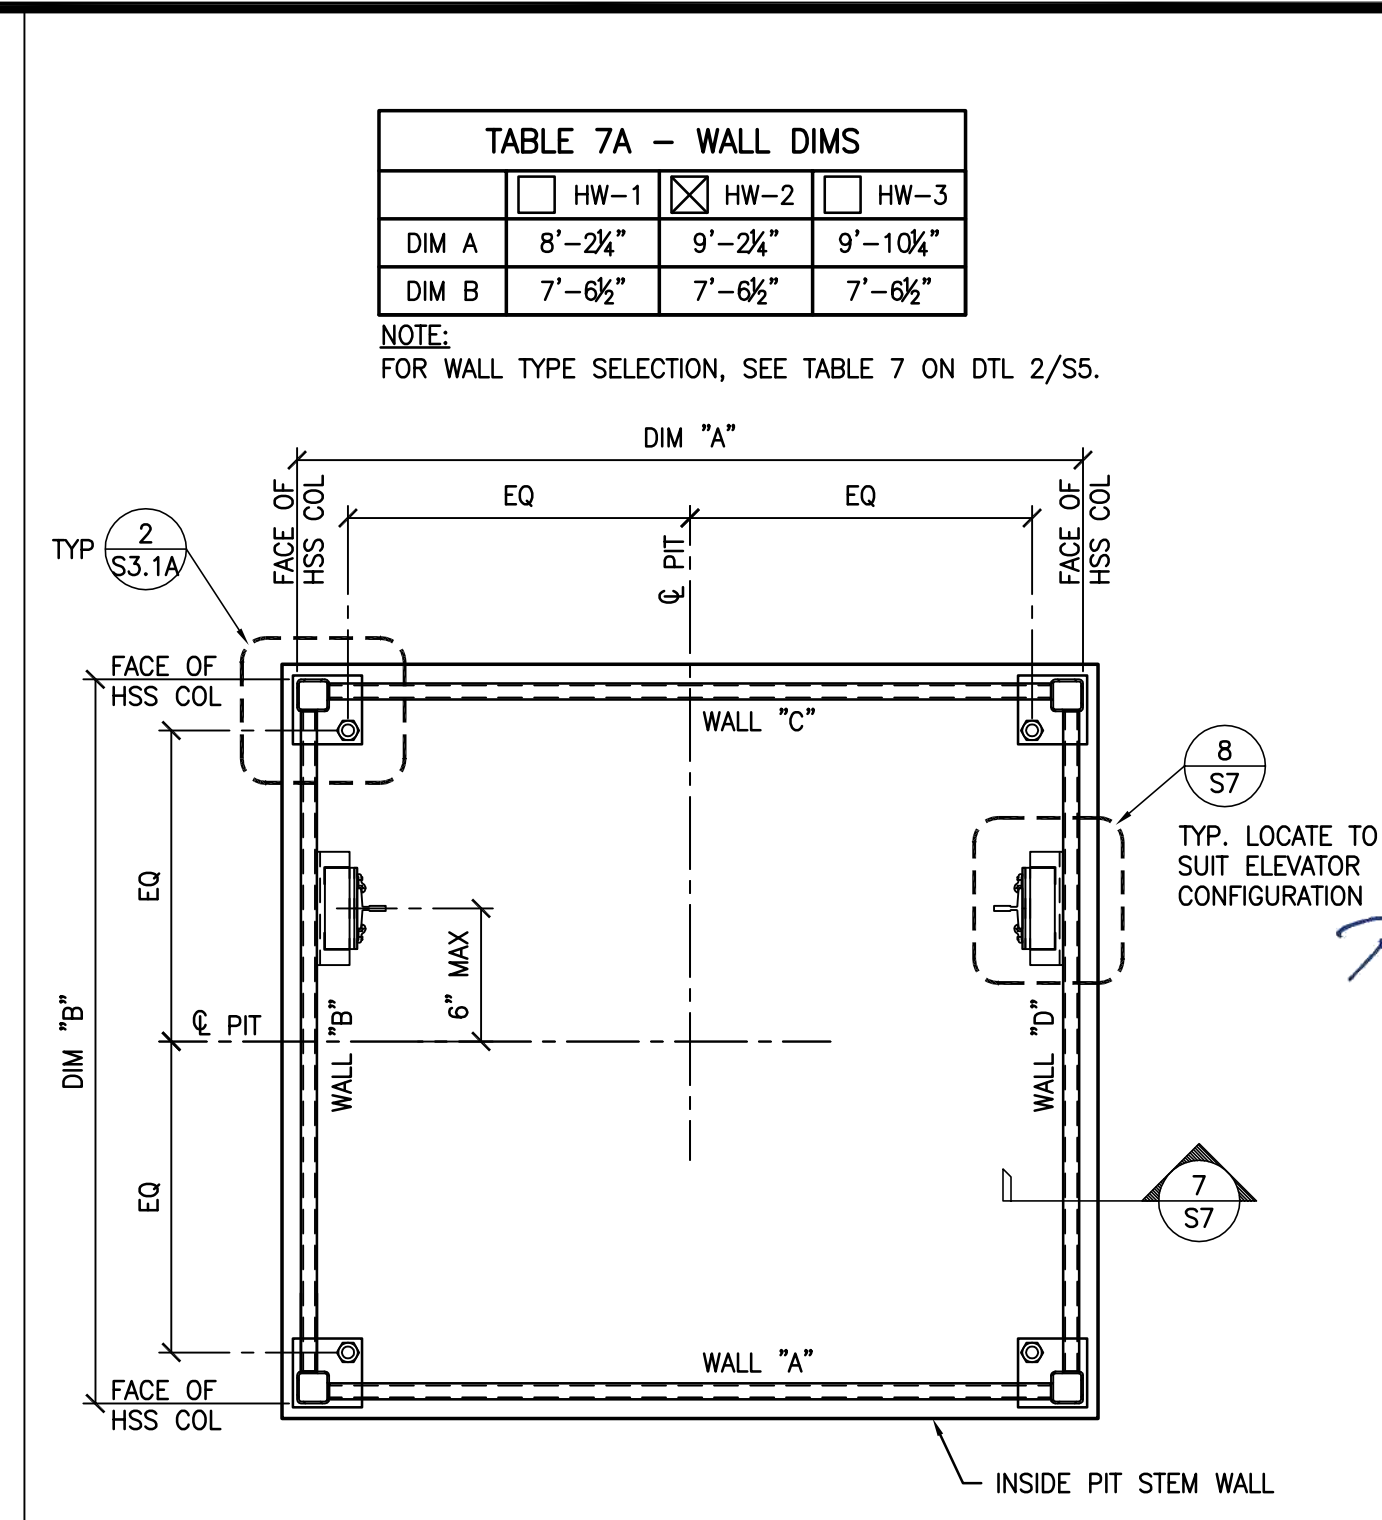 TABLE 7A – WALL DIMS
HW–1 HW–2 HW–3
DIM A 8'–2¼" 9'–2¼" 9'–10¼"
DIM B 7'–6½" 7'–6½" 7'–6½"
NOTE:
FOR WALL TYPE SELECTION, SEE TABLE 7 ON DTL 2/S5.
DIM "A"
EQ EQ
FACE OF
HSS COL
FACE OF
HSS COL
℄ PIT
TYP
2
S3.1A
FACE OF
HSS COL
WALL "C"
8
S7
TYP. LOCATE TO
SUIT ELEVATOR
CONFIGURATION
EQ
6" MAX
DIM "B"
℄ PIT
WALL "B"
WALL "D"
EQ
7
S7
WALL "A"
FACE OF
HSS COL
INSIDE PIT STEM WALL